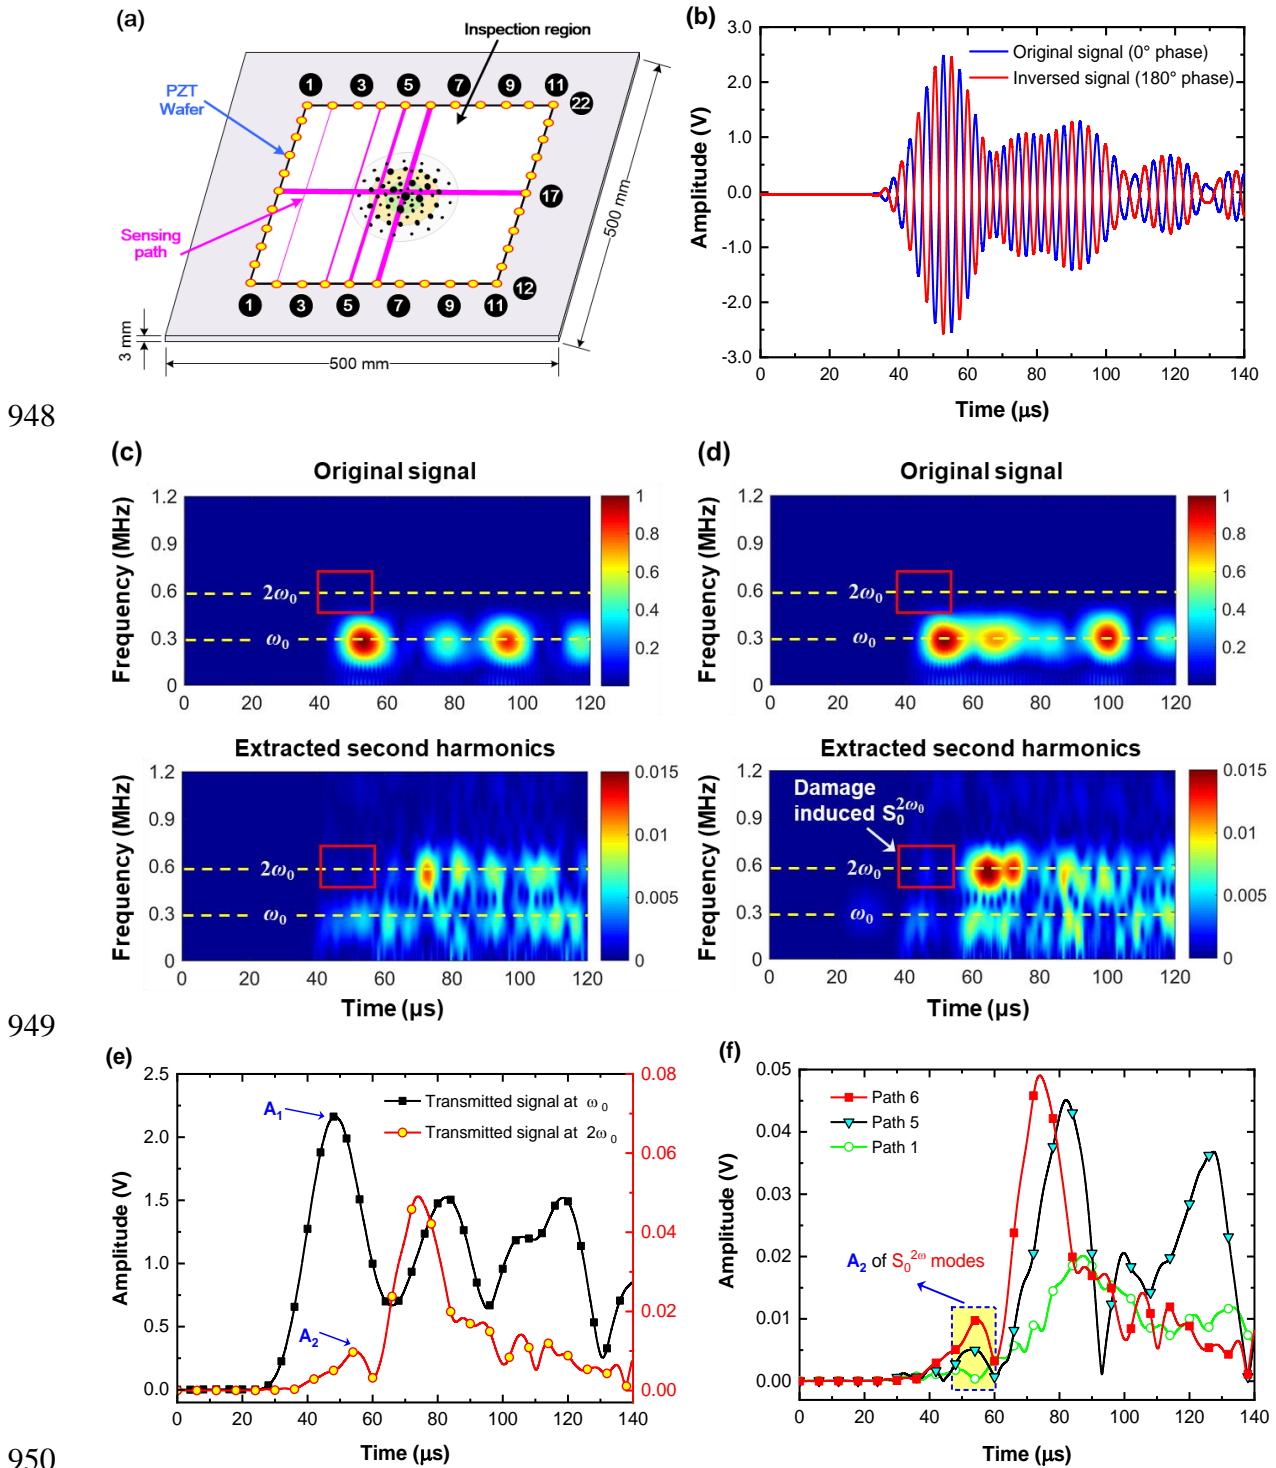 (a)
Inspection region
PZT
Wafer
1 3 5 7 9 11
22
17
Sensing
path
12
1 3 5 7 9 11
3 mm
500 mm
500 mm
(b)
Original signal (0° phase)
Inversed signal (180° phase)
Amplitude (V)
3.0
2.0
1.0
0.0
-1.0
-2.0
-3.0
0 20 40 60 80 100 120 140
Time (μs)
948
(c)
Original signal
Frequency (MHz)
1.2
0.9
0.6
0.3
0
2ω0
ω0
0 20 40 60 80 100 120
1
0.8
0.6
0.4
0.2
Extracted second harmonics
Frequency (MHz)
1.2
0.9
0.6
0.3
0
2ω0
ω0
0 20 40 60 80 100 120
Time (μs)
0.015
0.01
0.005
0
(d)
Original signal
Frequency (MHz)
1.2
0.9
0.6
0.3
0
2ω0
ω0
0 20 40 60 80 100 120
1
0.8
0.6
0.4
0.2
Extracted second harmonics
Damage
induced S0^2ω0
Frequency (MHz)
1.2
0.9
0.6
0.3
0
2ω0
ω0
0 20 40 60 80 100 120
Time (μs)
0.015
0.01
0.005
0
949
(e)
Amplitude (V)
2.5
2.0
1.5
1.0
0.5
0.0
A1
A2
Transmitted signal at ω0
Transmitted signal at 2ω0
0.08
0.06
0.04
0.02
0.00
0 20 40 60 80 100 120 140
Time (μs)
(f)
Amplitude (V)
0.05
0.04
0.03
0.02
0.01
0.00
Path 6
Path 5
Path 1
A2 of S0^2ω modes
0 20 40 60 80 100 120 140
Time (μs)
950